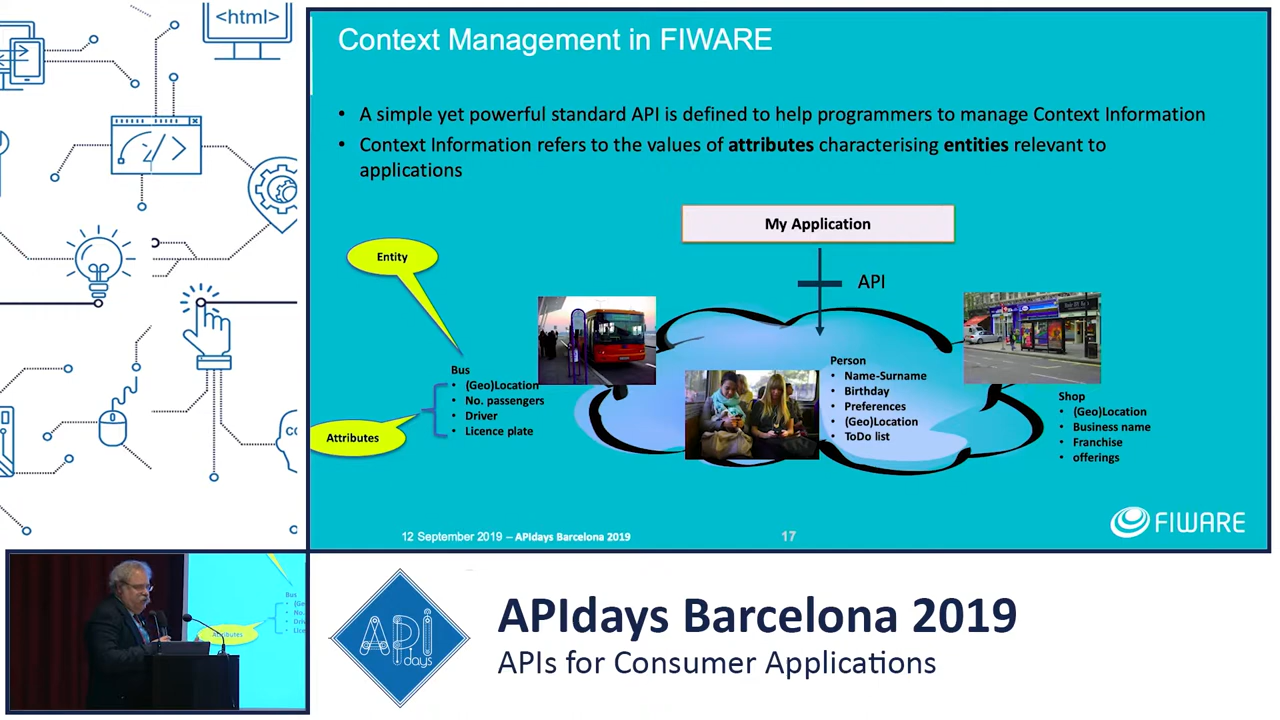 <html>
Context Management in FIWARE
• A simple yet powerful standard API is defined to help programmers to manage Context Information
• Context Information refers to the values of attributes characterising entities relevant to
applications
My Application
API
Entity
Attributes
Bus
• (Geo)Location
• No. passengers
• Driver
• Licence plate
Person
• Name-Surname
• Birthday
• Preferences
• (Geo)Location
• ToDo list
Shop
• (Geo)Location
• Business name
• Franchise
• offerings
12 September 2019 – APIdays Barcelona 2019
17
FIWARE
Attributes
Bus
API
days
APIdays Barcelona 2019
APIs for Consumer Applications